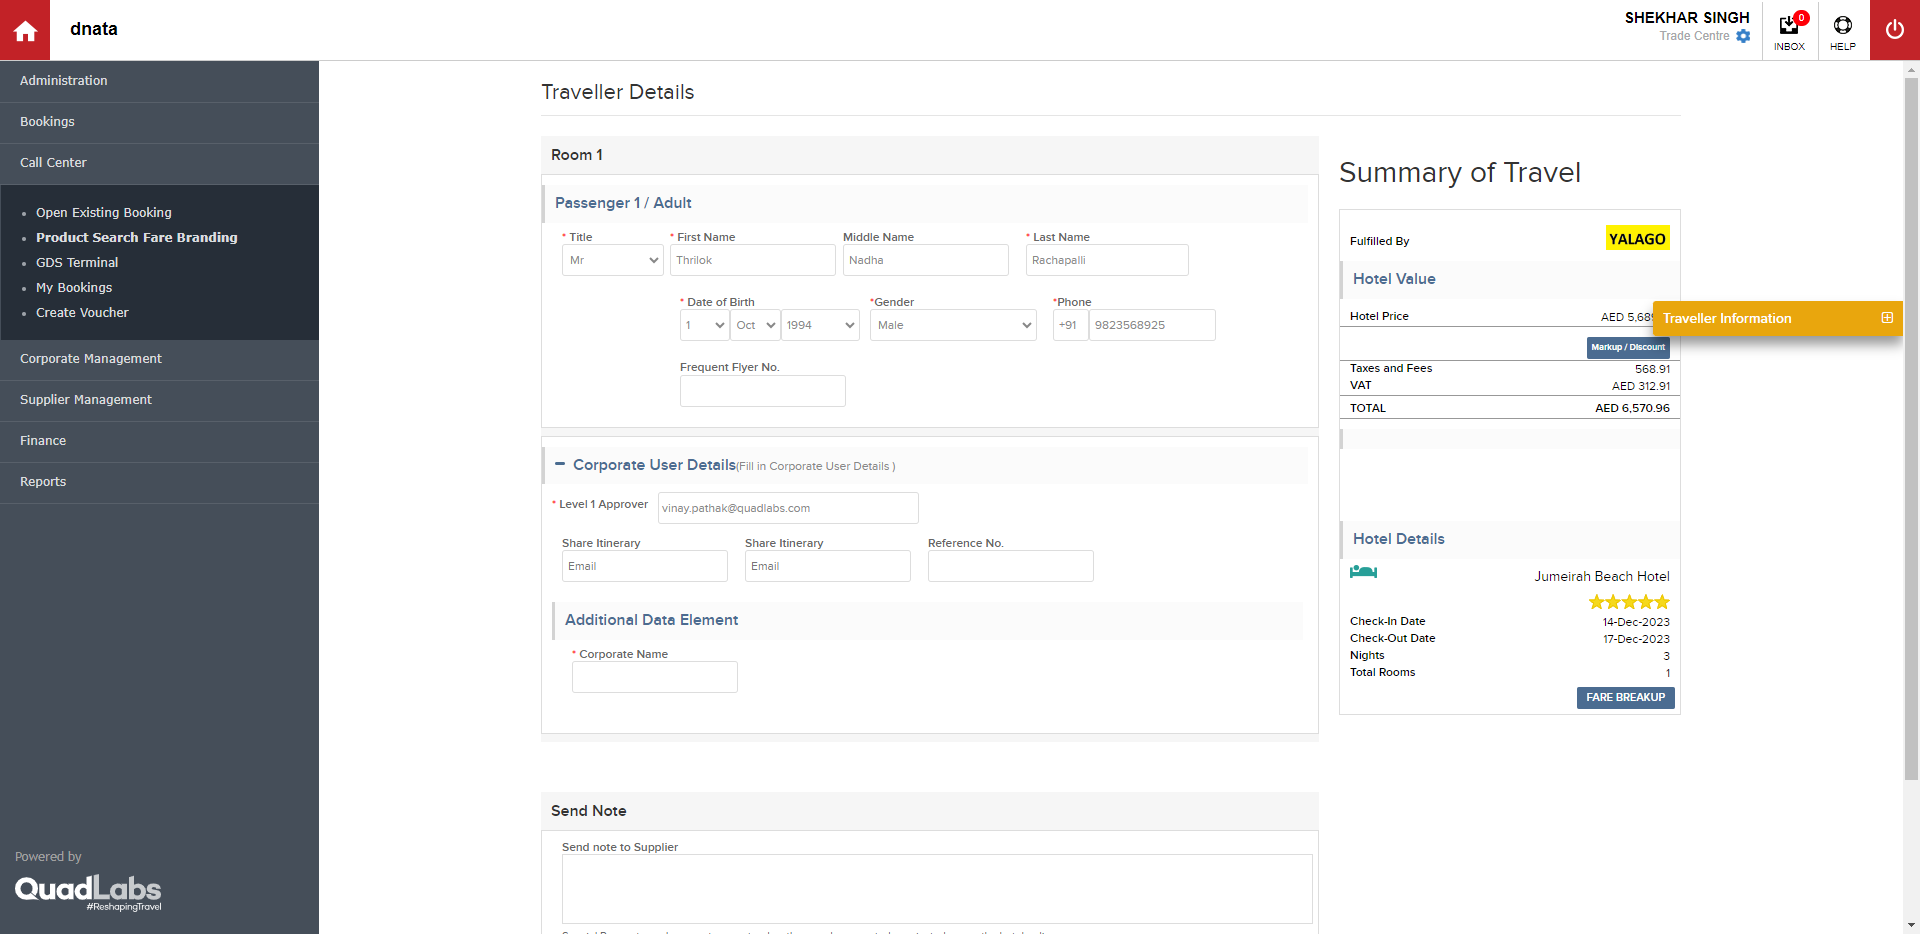 dnata
SHEKHAR SINGH
Trade Centre
0
INBOX
HELP
Administration
Bookings
Call Center
Open Existing Booking
Product Search Fare Branding
GDS Terminal
My Bookings
Create Voucher
Corporate Management
Supplier Management
Finance
Reports
Powered by
QuadLabs
#ReshapingTravel
Traveller Details
Room 1
Passenger 1 / Adult
* Title
* First Name
Middle Name
* Last Name
Mr
Thrilok
Nadha
Rachapalli
* Date of Birth
*Gender
*Phone
1
Oct
1994
Male
+91
9823568925
Frequent Flyer No.
Corporate User Details(Fill in Corporate User Details )
* Level 1 Approver
vinay.pathak@quadlabs.com
Share Itinerary
Share Itinerary
Reference No.
Email
Email
Additional Data Element
* Corporate Name
Send Note
Send note to Supplier
Summary of Travel
Fulfilled By
YALAGO
Hotel Value
Hotel Price
AED 5,68
Traveller Information
Markup / Discount
Taxes and Fees
568.91
VAT
AED 312.91
TOTAL
AED 6,570.96
Hotel Details
Jumeirah Beach Hotel
Check-In Date
14-Dec-2023
Check-Out Date
17-Dec-2023
Nights
3
Total Rooms
1
FARE BREAKUP